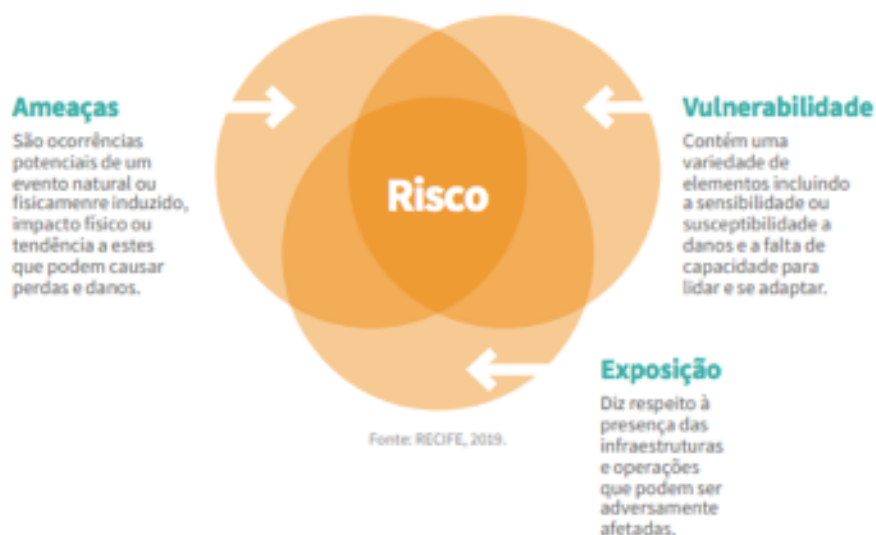 Ameaças
São ocorrências
potenciais de um
evento natural ou
fisicamenre induzido,
impacto físico ou
tendência a estes
que podem causar
perdas e danos.
Risco
Vulnerabilidade
Contém uma
variedade de
elementos incluindo
a sensibilidade ou
susceptibilidade a
danos e a falta de
capacidade para
lidar e se adaptar.
Exposição
Diz respeito à
presença das
infraestruturas
e operações
que podem ser
adversamente
afetadas.
Fonte: RECIFE, 2019.